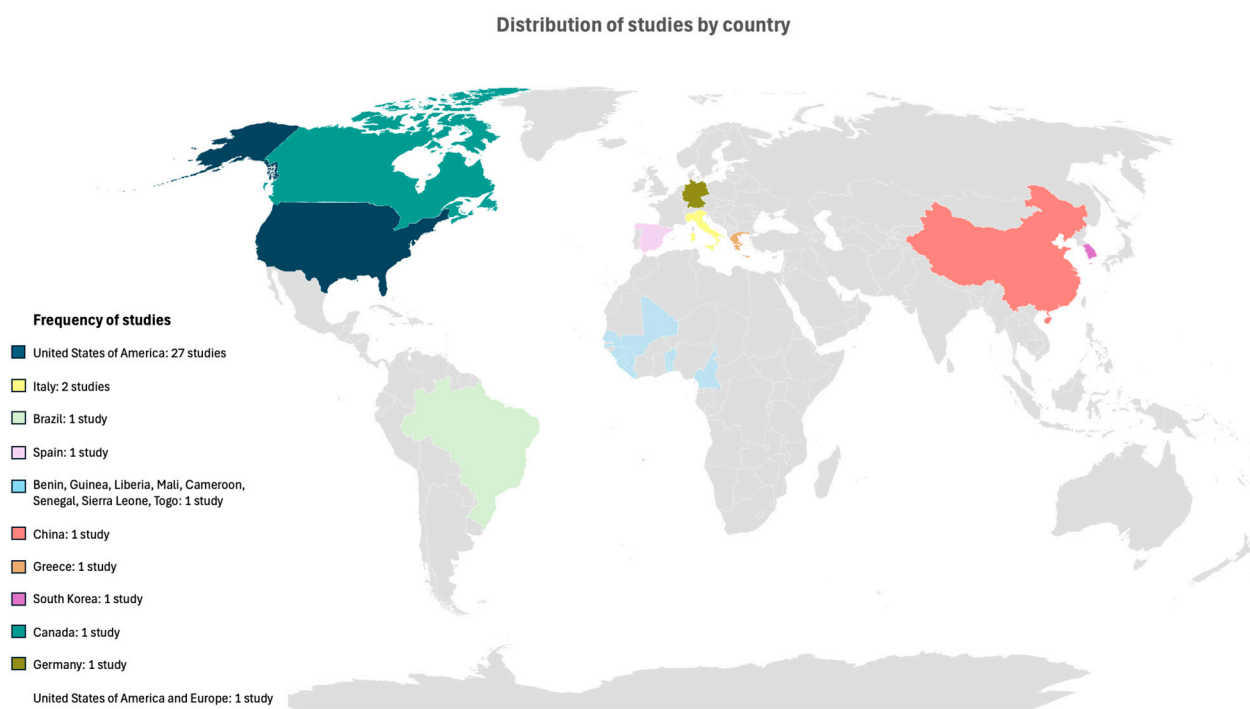 Distribution of studies by country
Frequency of studies
United States of America: 27 studies
Italy: 2 studies
Brazil: 1 study
Spain: 1 study
Benin, Guinea, Liberia, Mali, Cameroon,
Senegal, Sierra Leone, Togo: 1 study
China: 1 study
Greece: 1 study
South Korea: 1 study
Canada: 1 study
Germany: 1 study
United States of America and Europe: 1 study